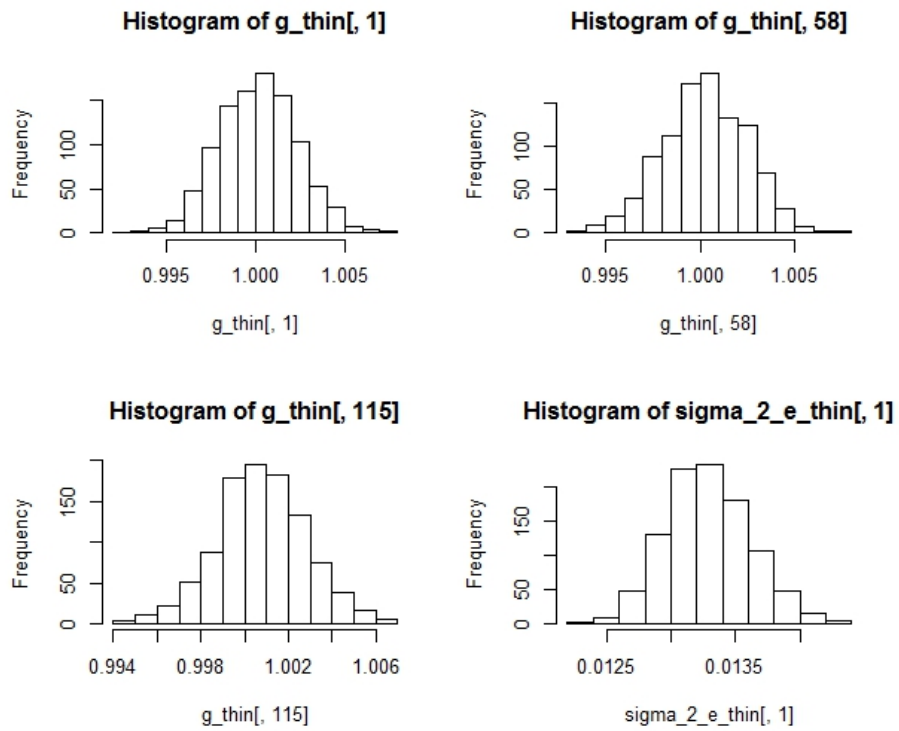 Histogram of g_thin[, 1]
Frequency
0 50 100
0.995 1.000 1.005
g_thin[, 1]
Histogram of g_thin[, 58]
Frequency
0 50 100
0.995 1.000 1.005
g_thin[, 58]
Histogram of g_thin[, 115]
Frequency
0 50 150
0.994 0.998 1.002 1.006
g_thin[, 115]
Histogram of sigma_2_e_thin[, 1]
Frequency
0 50 150
0.0125 0.0135
sigma_2_e_thin[, 1]